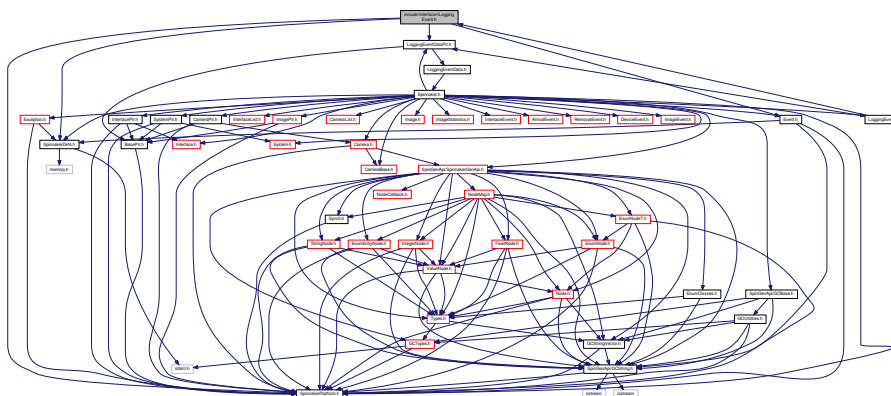 include/Interface/ILogging
Event.h
LoggingEventDataPtr.h
LoggingEventData.h
Spinnaker.h
Exception.h
InterfacePtr.h
SystemPtr.h
CameraPtr.h
InterfaceList.h
ImagePtr.h
CameraList.h
Image.h
ImageStatistics.h
InterfaceEvent.h
ArrivalEvent.h
RemovalEvent.h
DeviceEvent.h
ImageEvent.h
Event.h
LoggingEvent.h
SpinnakerDefs.h
BasePtr.h
Interface.h
System.h
Camera.h
memory.h
CameraBase.h
SpinGenApi/SpinnakerGenApi.h
NodeCallback.h
NodeMap.h
Synch.h
EnumNodeT.h
StringNode.h
EnumEntryNode.h
IntegerNode.h
FloatNode.h
EnumNode.h
ValueNode.h
Node.h
EnumClasses.h
SpinGenApi/GCBase.h
Types.h
GCUtilities.h
GCTypes.h
GCStringVector.h
stdint.h
SpinGenApi/GCString.h
SpinnakerPlatform.h
sstream
iostream